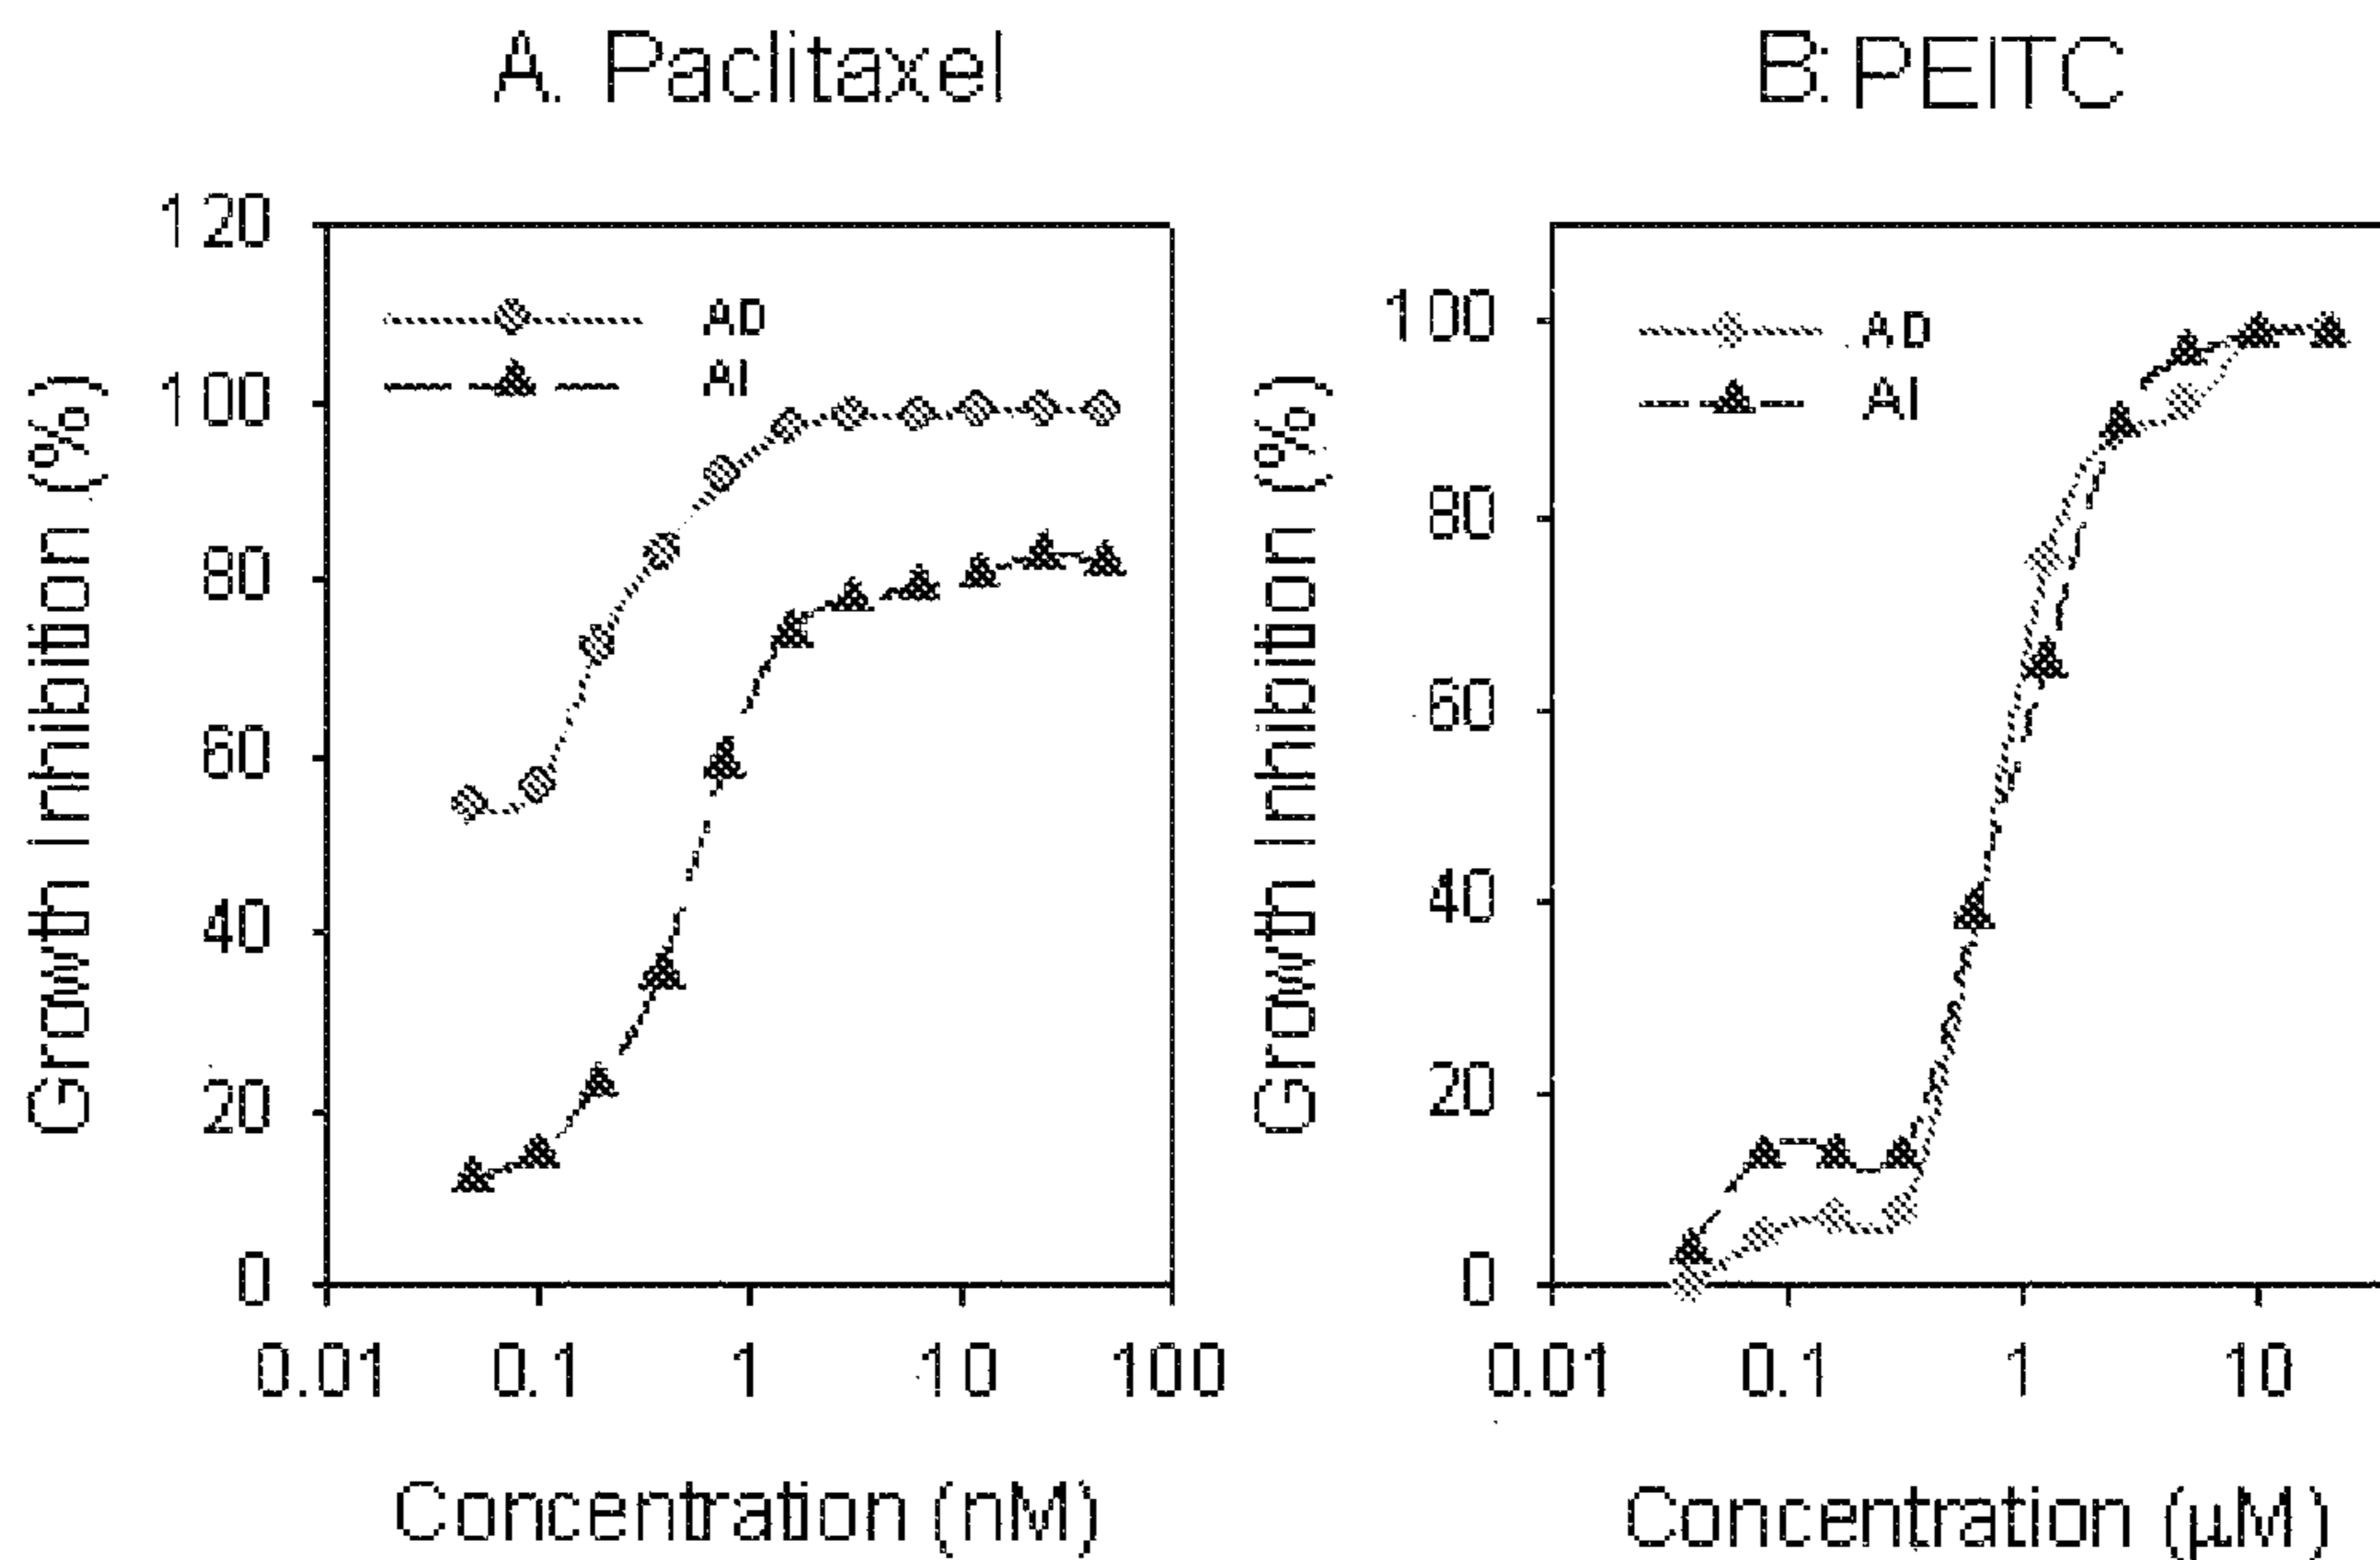 A. Paclitaxel
120
100
80
60
40
20
0
Growth Inhibition (%)
AD
AI
0.01 0.1 1 10 100
Concentration (nM)
B. PEITC
100
80
60
40
20
0
Growth Inhibition (%)
AD
AI
0.01 0.1 1 10
Concentration (µM)